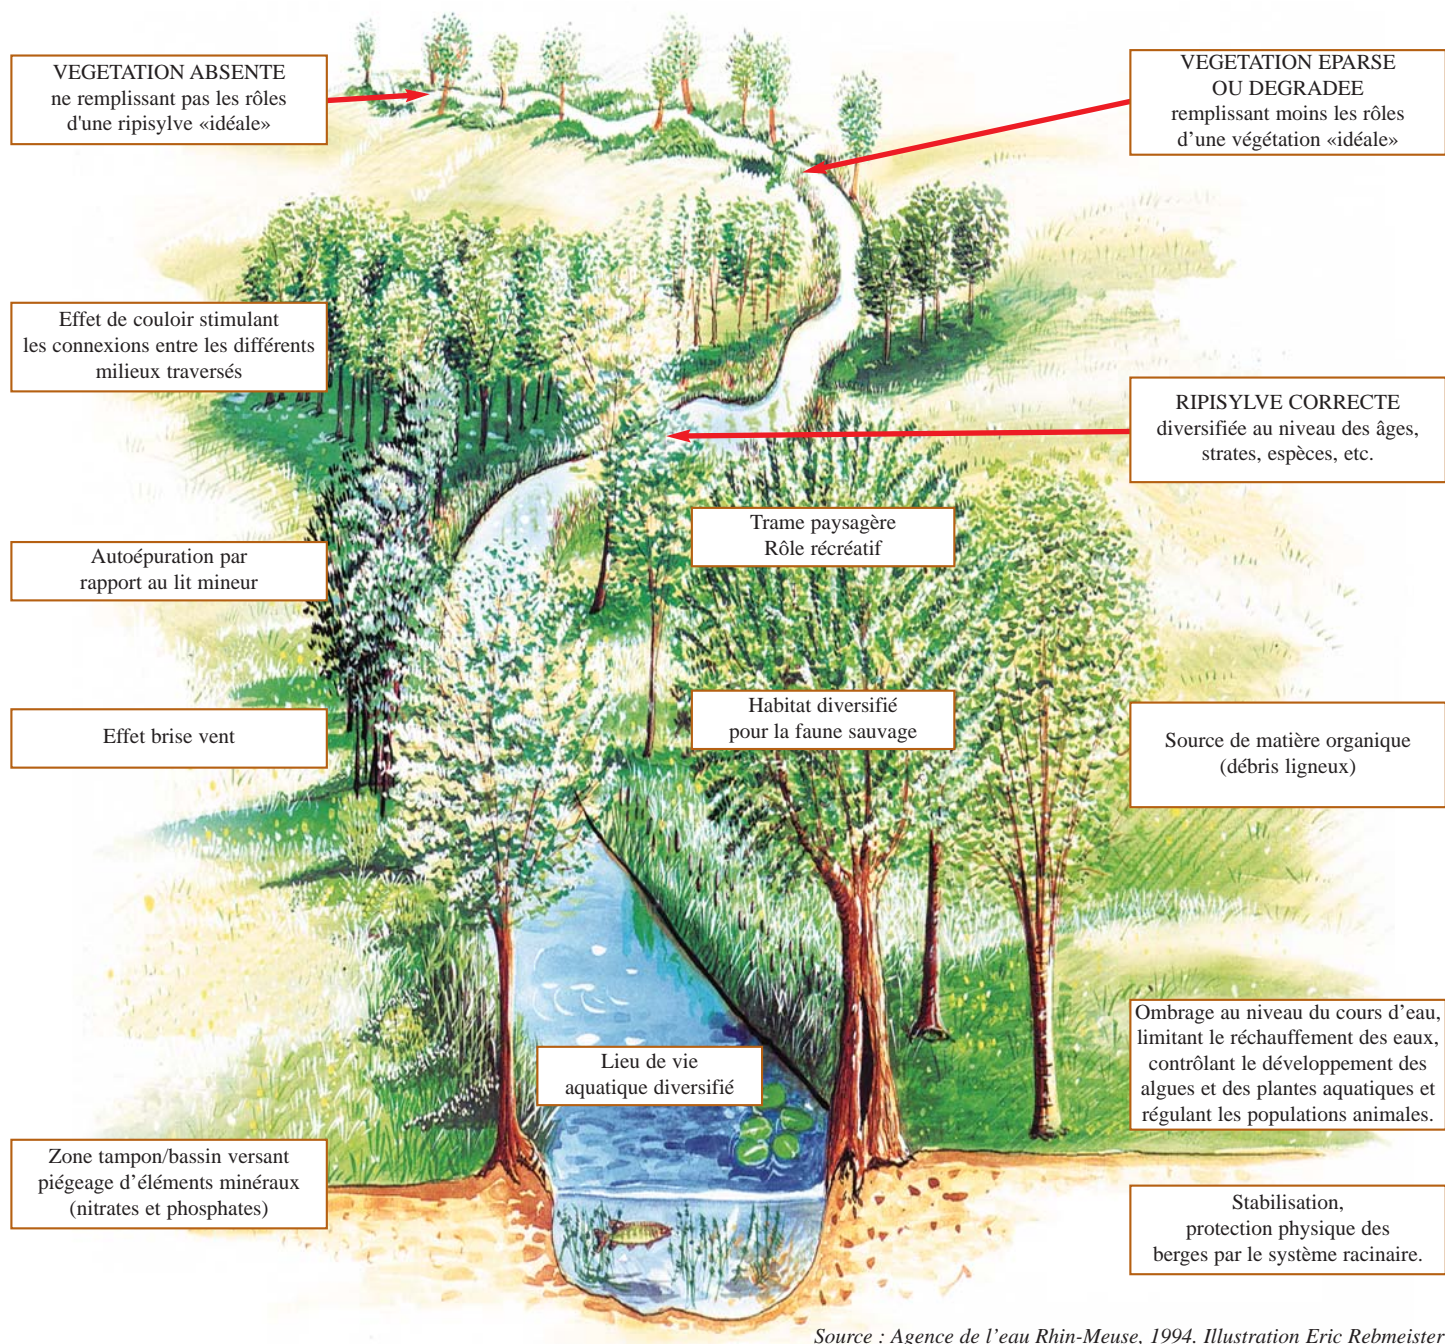 VEGETATION ABSENTE
ne remplissant pas les rôles
d'une ripisylve «idéale»
VEGETATION EPARSE
OU DEGRADEE
remplissant moins les rôles
d’une végétation «idéale»
Effet de couloir stimulant
les connexions entre les différents
milieux traversés
RIPISYLVE CORRECTE
diversifiée au niveau des âges,
strates, espèces, etc.
Trame paysagère
Rôle récréatif
Autoépuration par
rapport au lit mineur
Effet brise vent
Habitat diversifié
pour la faune sauvage
Source de matière organique
(débris ligneux)
Lieu de vie
aquatique diversifié
Ombrage au niveau du cours d’eau,
limitant le réchauffement des eaux,
contrôlant le développement des
algues et des plantes aquatiques et
régulant les populations animales.
Zone tampon/bassin versant
piégeage d’éléments minéraux
(nitrates et phosphates)
Stabilisation,
protection physique des
berges par le système racinaire.
Source : Agence de l’eau Rhin-Meuse, 1994. Illustration Eric Rebmeister